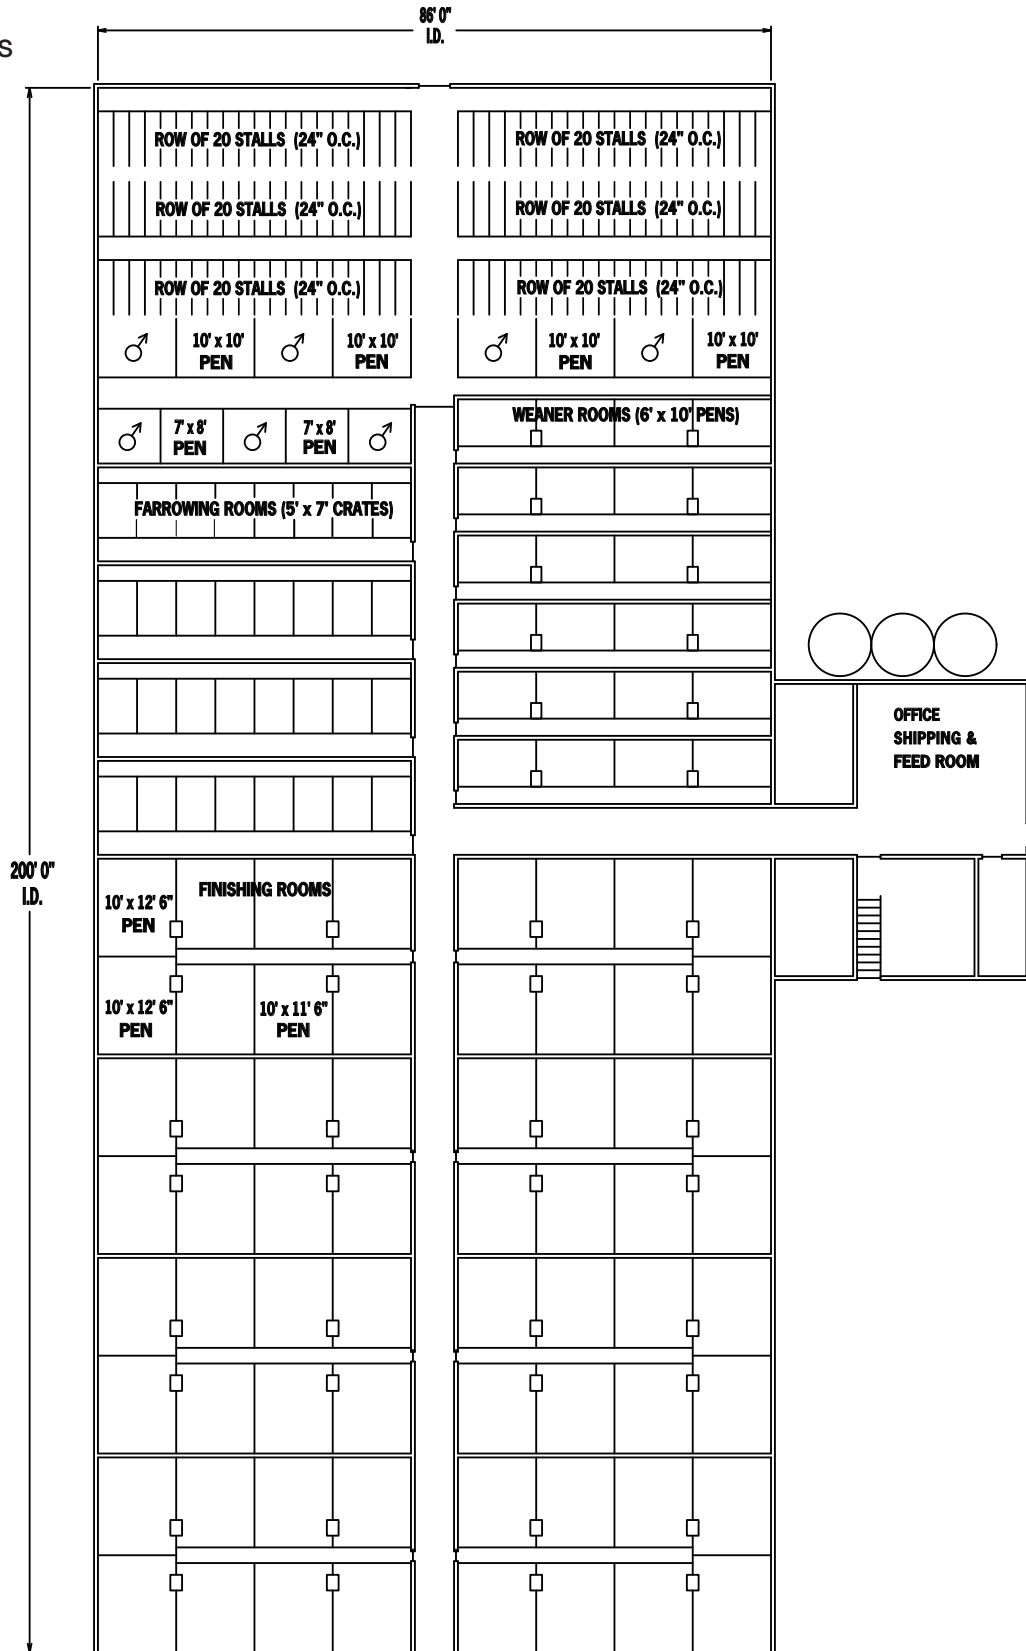 86' 0"
I.D.
s
ROW OF 20 STALLS (24" O.C.)
ROW OF 20 STALLS (24" O.C.)
ROW OF 20 STALLS (24" O.C.)
ROW OF 20 STALLS (24" O.C.)
ROW OF 20 STALLS (24" O.C.)
ROW OF 20 STALLS (24" O.C.)
10' x 10'
PEN
10' x 10'
PEN
10' x 10'
PEN
10' x 10'
PEN
WEANER ROOMS (6' x 10' PENS)
7' x 8'
PEN
7' x 8'
PEN
FARROWING ROOMS (5' x 7' CRATES)
OFFICE
SHIPPING &
FEED ROOM
200' 0"
I.D.
FINISHING ROOMS
10' x 12' 6"
PEN
10' x 12' 6"
PEN
10' x 11' 6"
PEN